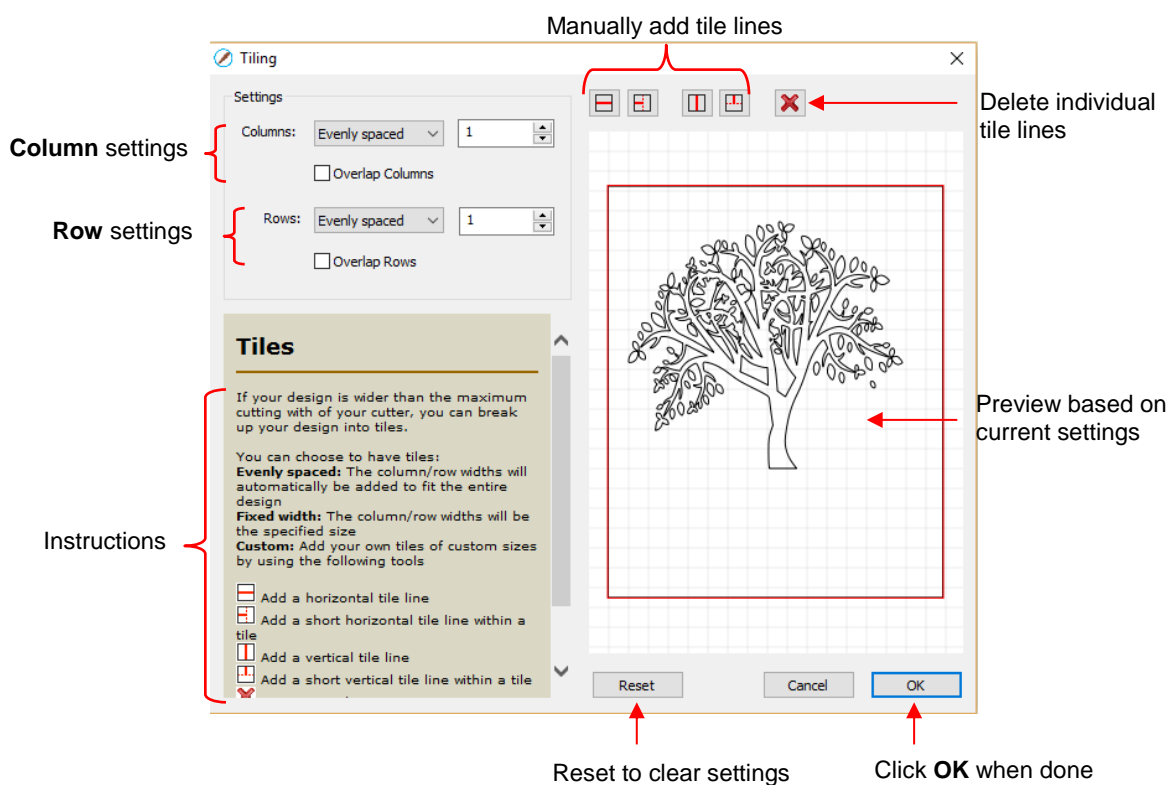 Manually add tile lines
Tiling
Settings
Columns: Evenly spaced 1
Overlap Columns
Rows: Evenly spaced 1
Overlap Rows
Column settings
Row settings
Delete individual
tile lines
Tiles
If your design is wider than the maximum
cutting with of your cutter, you can break
up your design into tiles.
You can choose to have tiles:
Evenly spaced: The column/row widths will
automatically be added to fit the entire
design
Fixed width: The column/row widths will be
the specified size
Custom: Add your own tiles of custom sizes
by using the following tools
Add a horizontal tile line
Add a short horizontal tile line within a
tile
Add a vertical tile line
Add a short vertical tile line within a tile
Instructions
Preview based on
current settings
Reset
Cancel
OK
Reset to clear settings
Click OK when done